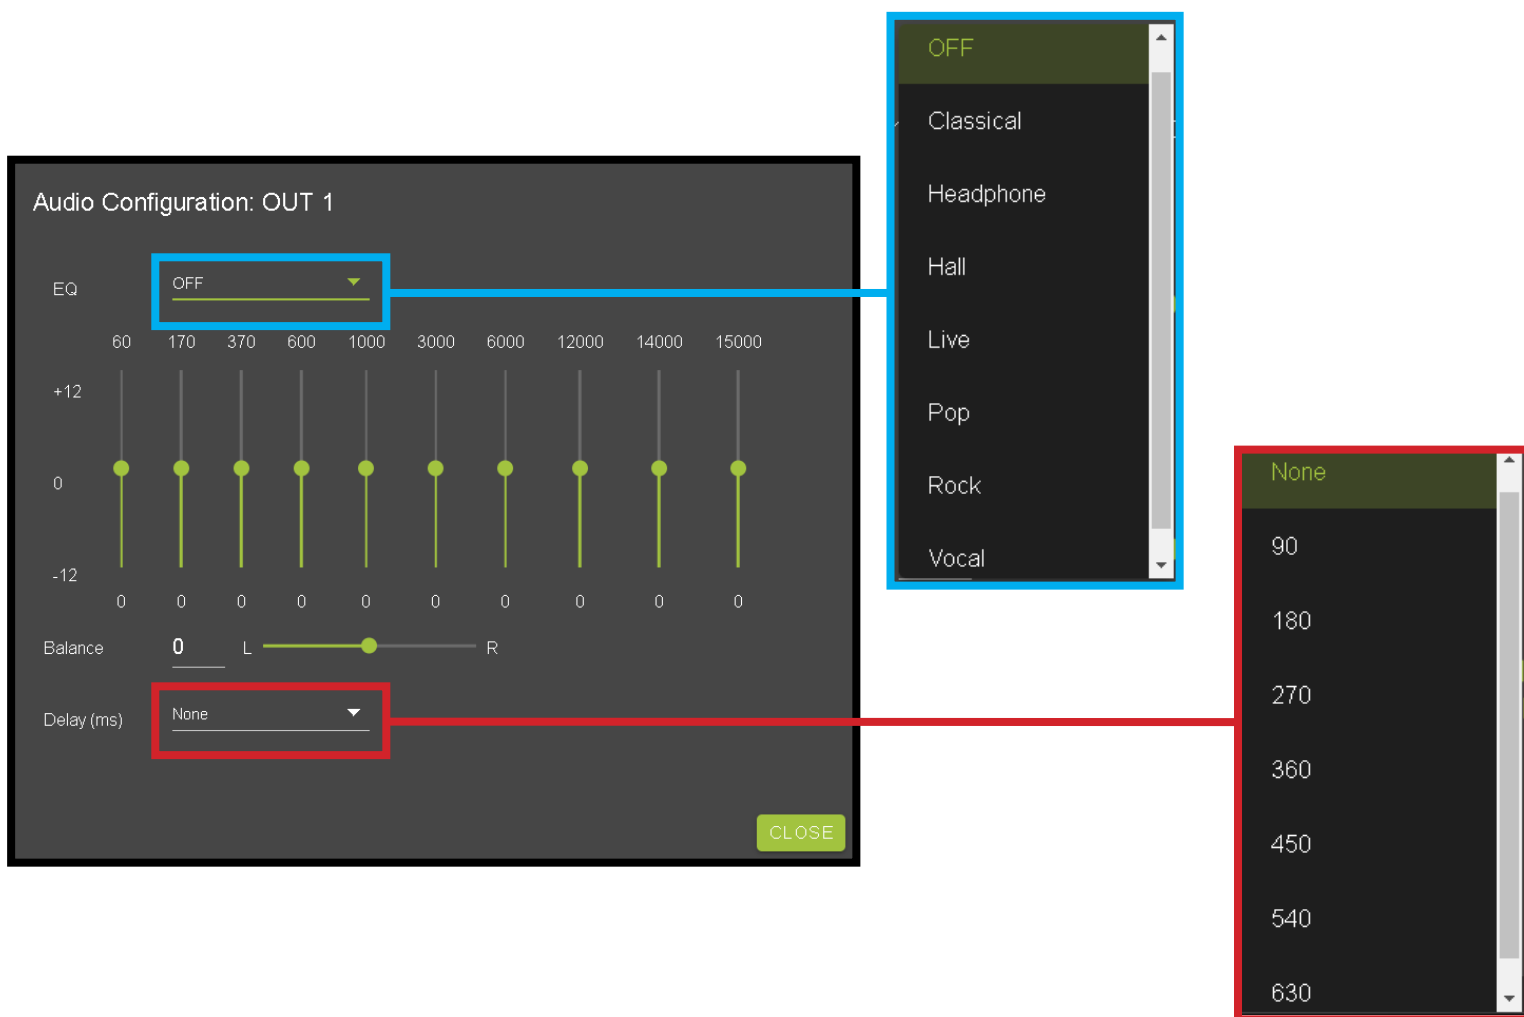 Audio Configuration: OUT 1
EQ
OFF
60 170 370 600 1000 3000 6000 12000 14000 15000
+12
0
-12
0 0 0 0 0 0 0 0 0 0
Balance 0 L R
Delay (ms) None
CLOSE
OFF
Classical
Headphone
Hall
Live
Pop
Rock
Vocal
None
90
180
270
360
450
540
630